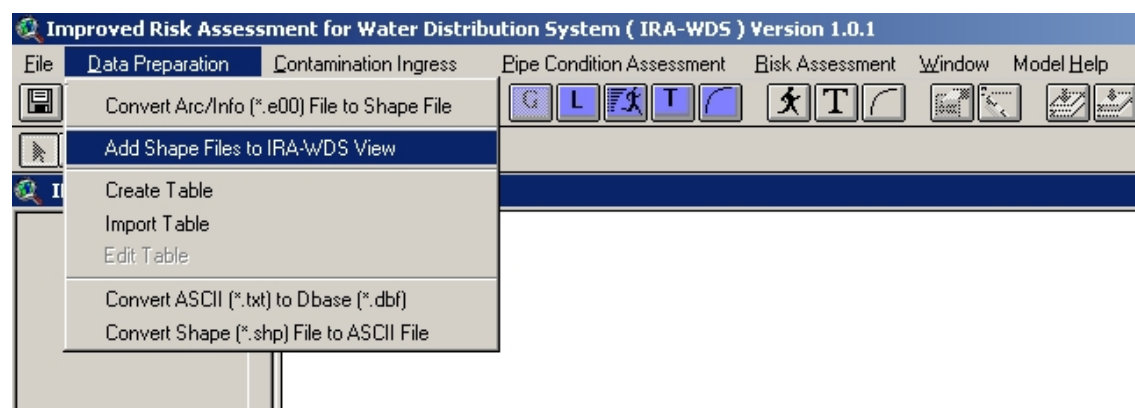 Improved Risk Assessment for Water Distribution System ( IRA-WDS ) Version 1.0.1
File Data Preparation Contamination Ingress Pipe Condition Assessment Risk Assessment Window Model Help
G L T T
Convert Arc/Info (*.e00) File to Shape File
Add Shape Files to IRA-WDS View
Create Table
Import Table
Edit Table
Convert ASCII (*.txt) to Dbase (*.dbf)
Convert Shape (*.shp) File to ASCII File